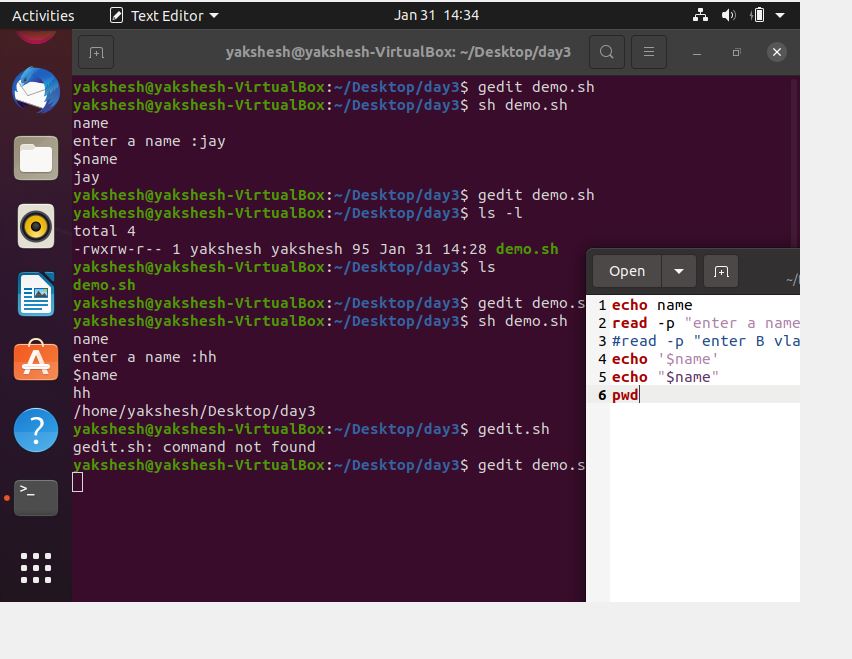 Activities Text Editor Jan 31 14:34
yakshesh@yakshesh-VirtualBox: ~/Desktop/day3
yakshesh@yakshesh-VirtualBox:~/Desktop/day3$ gedit demo.sh
yakshesh@yakshesh-VirtualBox:~/Desktop/day3$ sh demo.sh
name
enter a name :jay
$name
jay
yakshesh@yakshesh-VirtualBox:~/Desktop/day3$ gedit demo.sh
yakshesh@yakshesh-VirtualBox:~/Desktop/day3$ ls -l
total 4
-rwxrw-r-- 1 yakshesh yakshesh 95 Jan 31 14:28 demo.sh
yakshesh@yakshesh-VirtualBox:~/Desktop/day3$ ls
demo.sh
yakshesh@yakshesh-VirtualBox:~/Desktop/day3$ gedit demo.s
yakshesh@yakshesh-VirtualBox:~/Desktop/day3$ sh demo.sh
name
enter a name :hh
$name
hh
/home/yakshesh/Desktop/day3
yakshesh@yakshesh-VirtualBox:~/Desktop/day3$ gedit.sh
gedit.sh: command not found
yakshesh@yakshesh-VirtualBox:~/Desktop/day3$ gedit demo.s
Open
~/
1 echo name
2 read -p "enter a name
3 #read -p "enter B vla
4 echo '$name'
5 echo "$name"
6 pwd